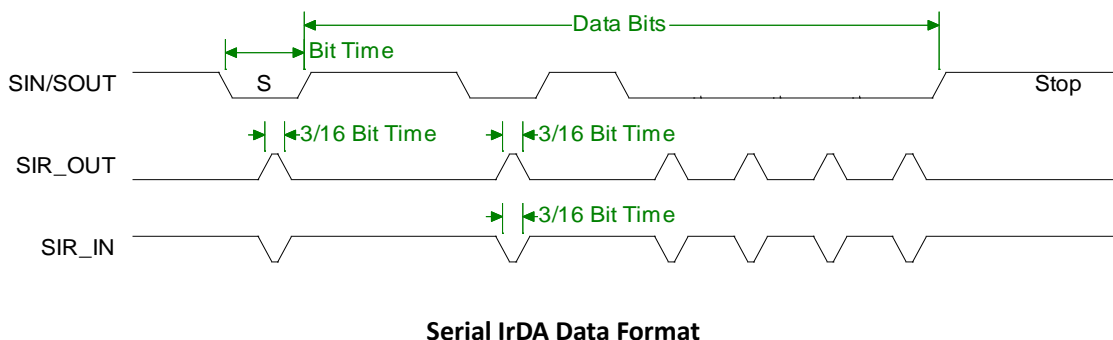 Data Bits
Bit Time
SIN/SOUT
S
Stop
3/16 Bit Time
3/16 Bit Time
SIR_OUT
3/16 Bit Time
SIR_IN
Serial IrDA Data Format